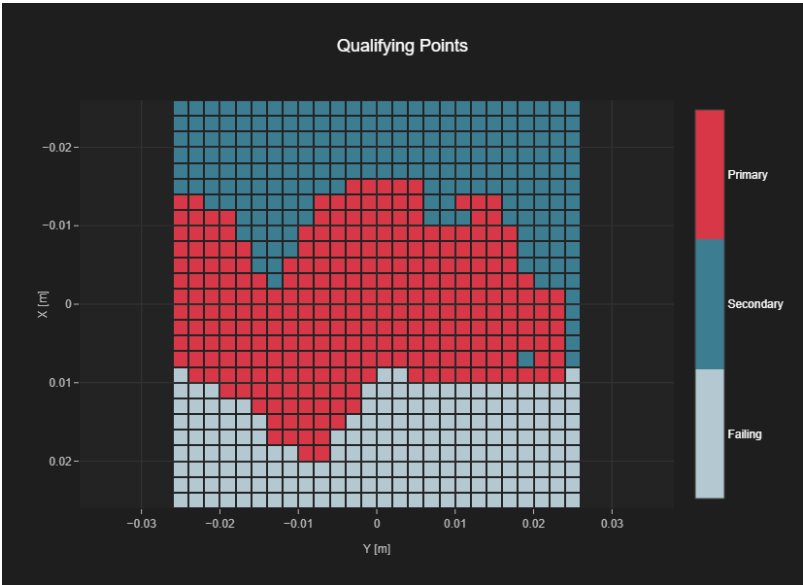 Qualifying Points
−0.02
−0.01
0
0.01
0.02
X [m]
−0.03
−0.02
−0.01
0
0.01
0.02
0.03
Y [m]
Primary
Secondary
Failing